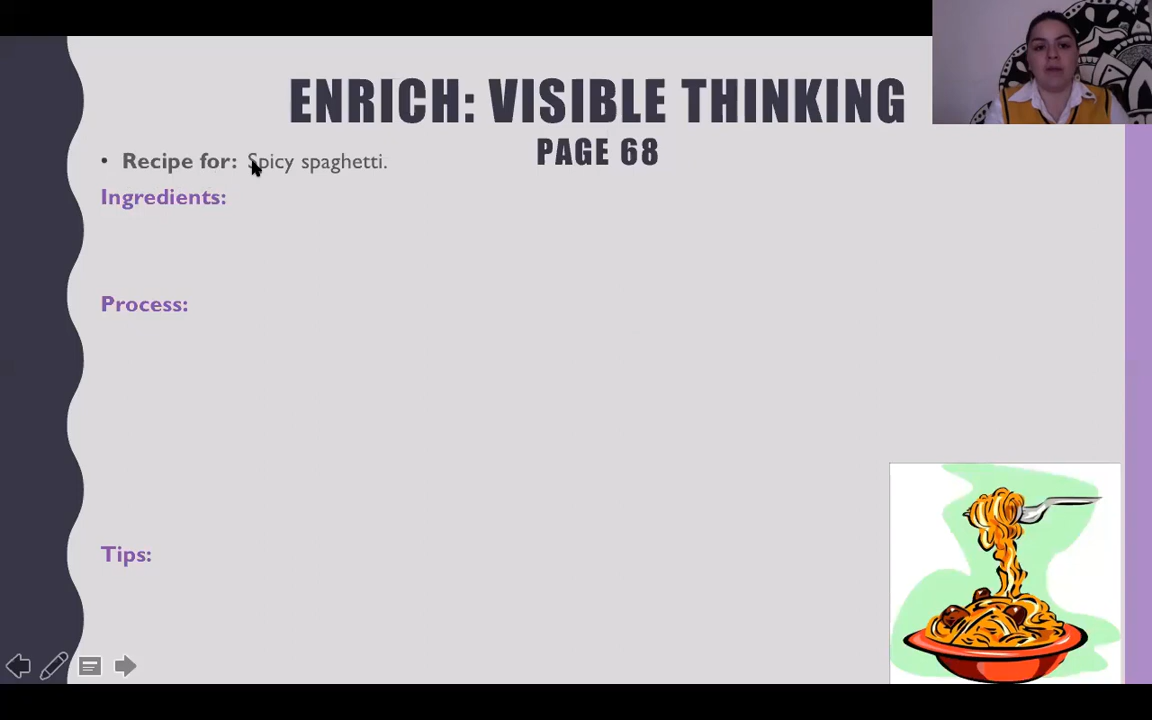 ENRICH: VISIBLE THINKING
PAGE 68
• Recipe for: Spicy spaghetti.
Ingredients:
Process:
Tips: